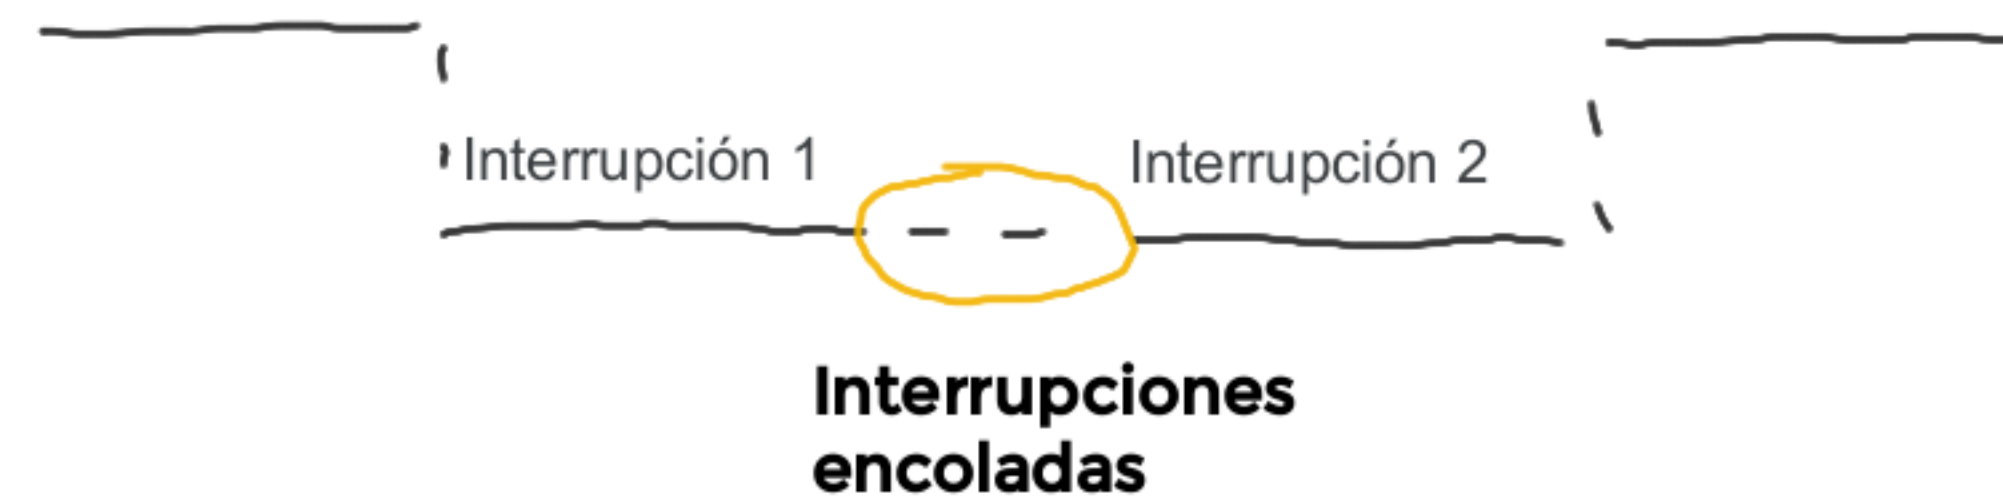 Interrupción 1
Interrupción 2
Interrupciones
encoladas